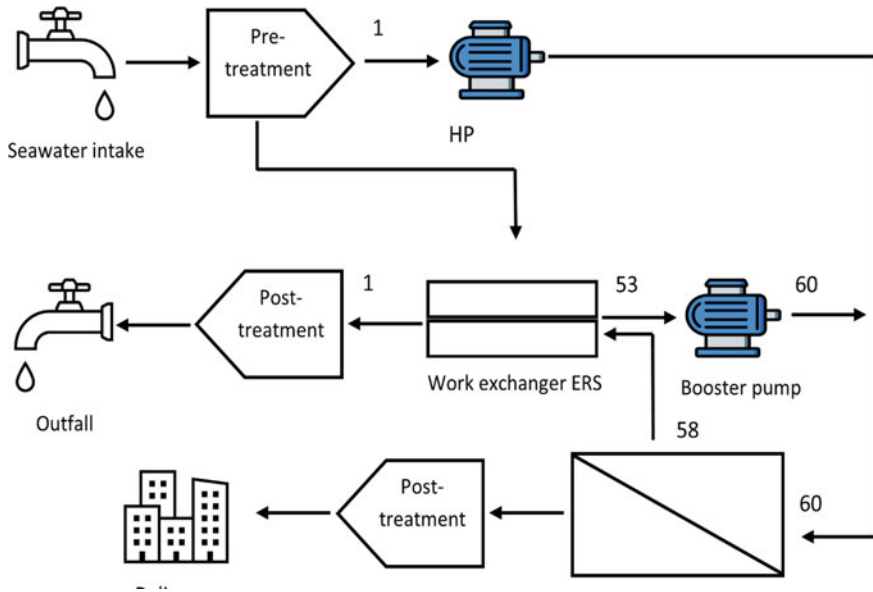 Pre-
treatment
1
HP
Seawater intake
Post-
treatment
1
53
60
Work exchanger ERS
Booster pump
Outfall
58
Post-
treatment
60